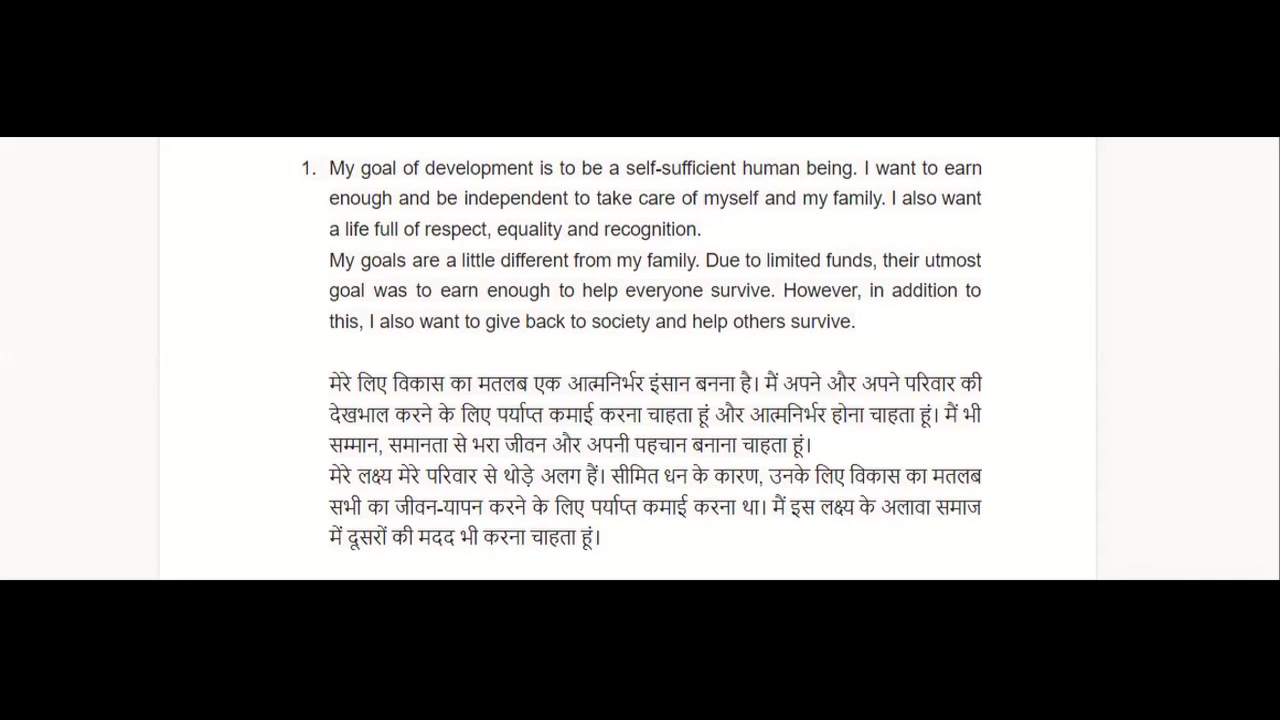 1. My goal of development is to be a self-sufficient human being. I want to earn
enough and be independent to take care of myself and my family. I also want
a life full of respect, equality and recognition.
My goals are a little different from my family. Due to limited funds, their utmost
goal was to earn enough to help everyone survive. However, in addition to
this, I also want to give back to society and help others survive.
मेरे लिए विकास का मतलब एक आत्मनिर्भर इंसान बनना है। मैं अपने और अपने परिवार की
देखभाल करने के लिए पर्याप्त कमाई करना चाहता हूं और आत्मनिर्भर होना चाहता हूं। मैं भी
सम्मान, समानता से भरा जीवन और अपनी पहचान बनाना चाहता हूं।
मेरे लक्ष्य मेरे परिवार से थोड़े अलग हैं। सीमित धन के कारण, उनके लिए विकास का मतलब
सभी का जीवन-यापन करने के लिए पर्याप्त कमाई करना था। मैं इस लक्ष्य के अलावा समाज
में दूसरों की मदद भी करना चाहता हूं।